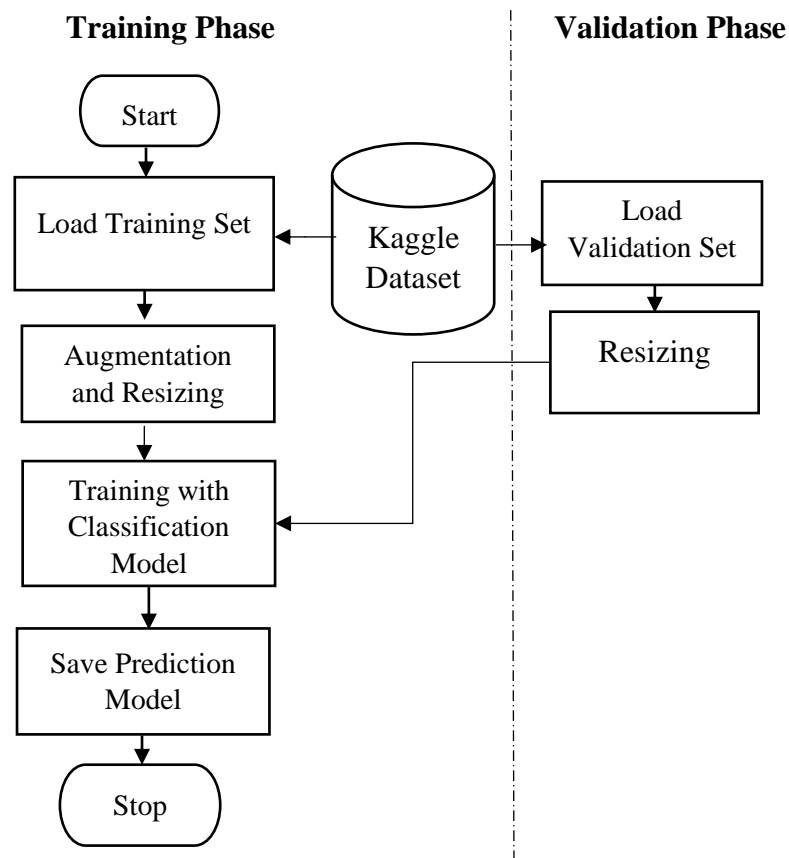 Training Phase
Validation Phase
Start
Load Training Set
Kaggle
Dataset
Load
Validation Set
Augmentation
and Resizing
Resizing
Training with
Classification
Model
Save Prediction
Model
Stop